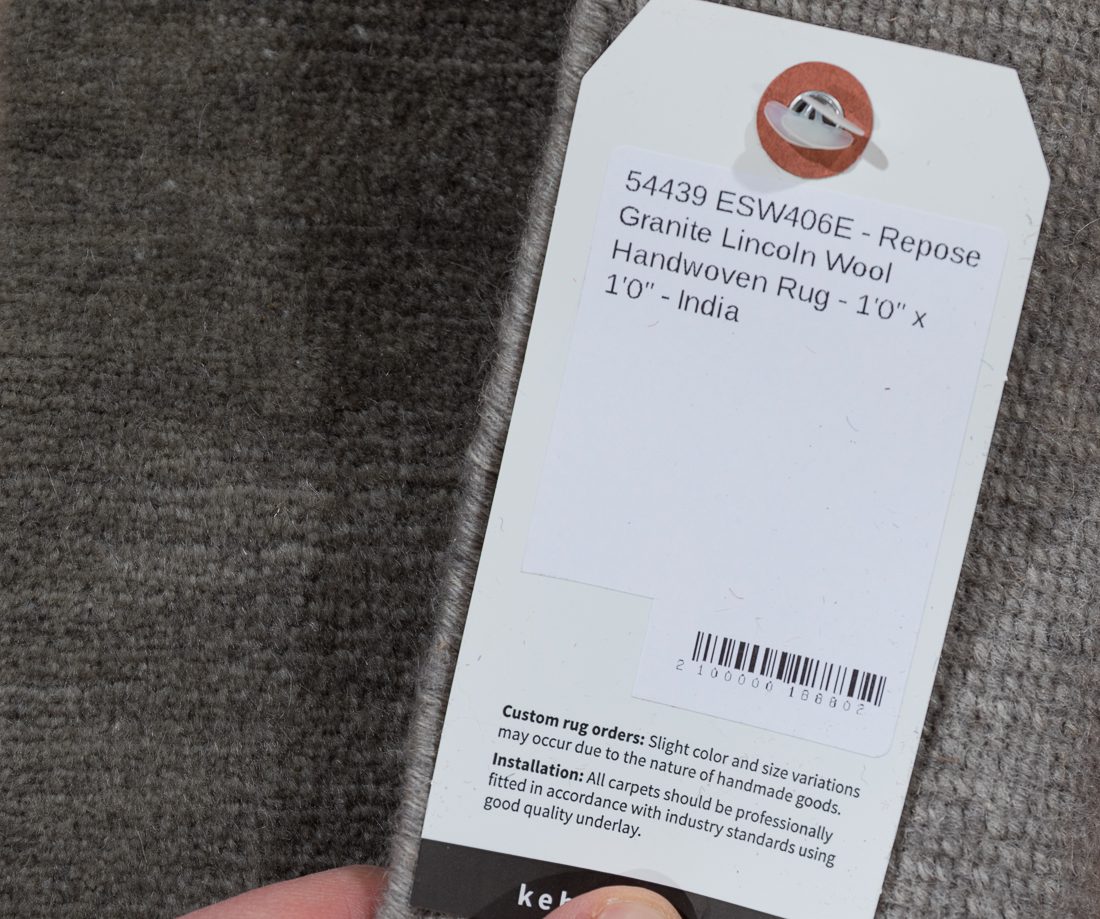 54439 ESW406E - Repose
Granite Lincoln Wool
Handwoven Rug - 1'0" x
1'0" - India
2 100000 188802
Custom rug orders: Slight color and size variations
may occur due to the nature of handmade goods.
Installation: All carpets should be professionally
fitted in accordance with industry standards using
good quality underlay.